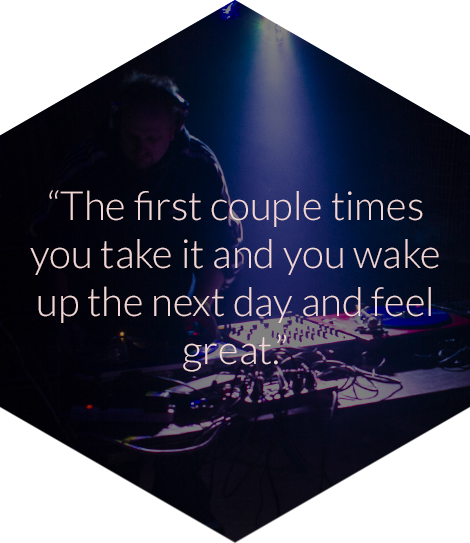 “The first couple times
you take it and you wake
up the next day and feel
great.”